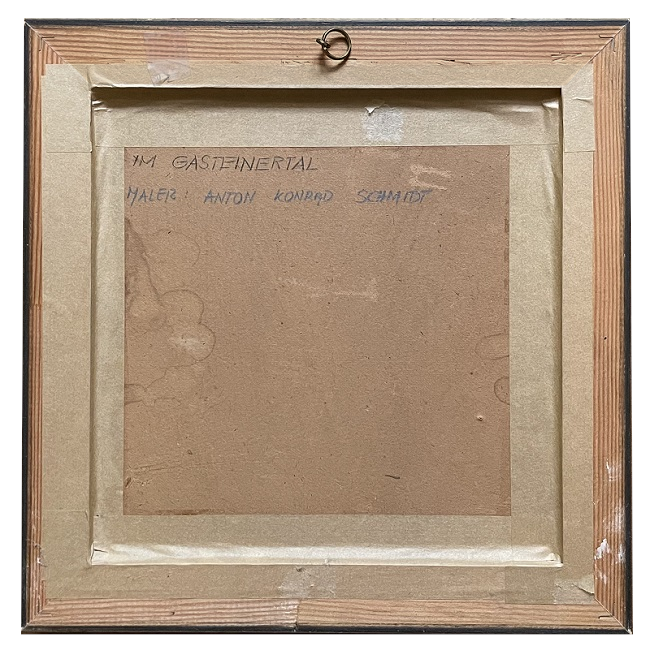 IM GASTEINERTAL
MALER: ANTON KONRAD SCHMIDT